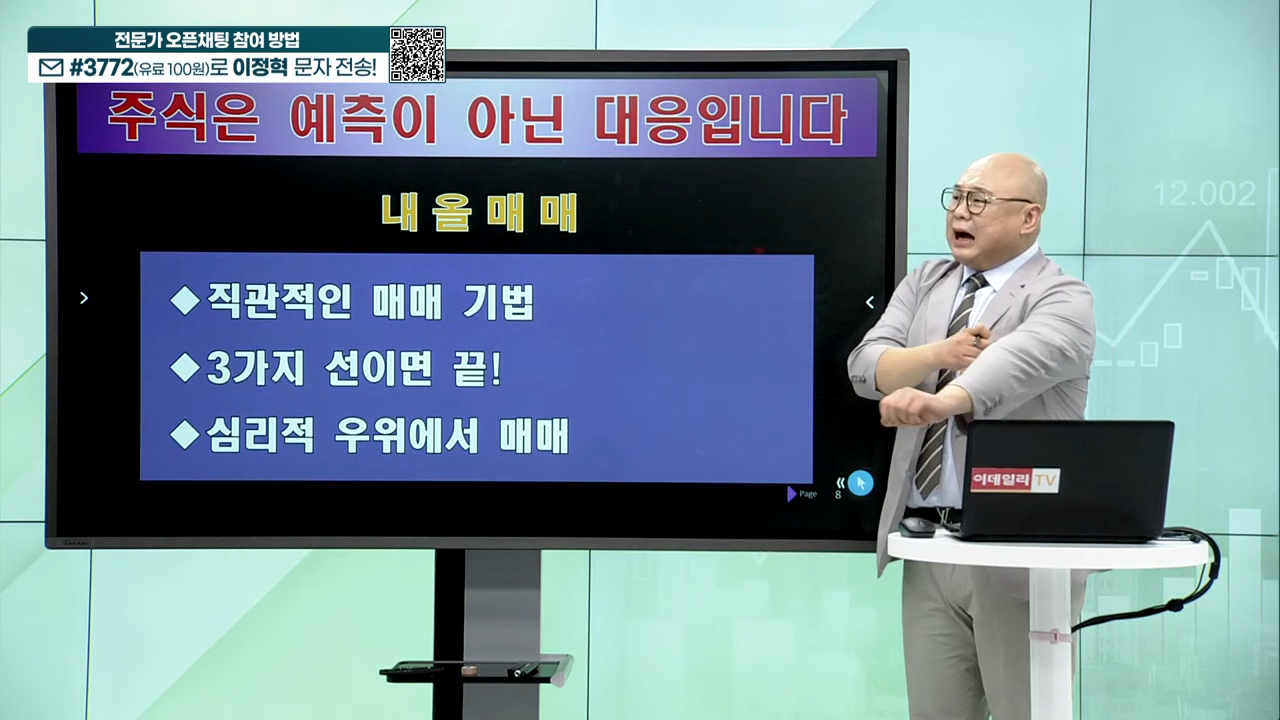 전문가 오픈채팅 참여 방법
#3772(유료 100원)로 이정혁 문자 전송!
주식은 예측이 아닌 대응입니다
내올매매
◆직관적인 매매 기법
◆3가지 선이면 끝!
◆심리적 우위에서 매매
Page 8
12.002
이데일리TV